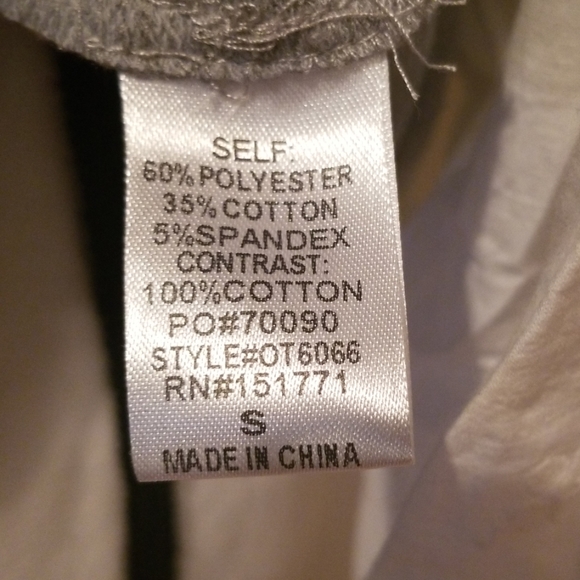 SELF:
60% POLYESTER
35% COTTON
5%SPANDEX
CONTRAST:
100%COTTON
PO#70090
STYLE#OT6066
RN#151771
S
MADE IN CHINA